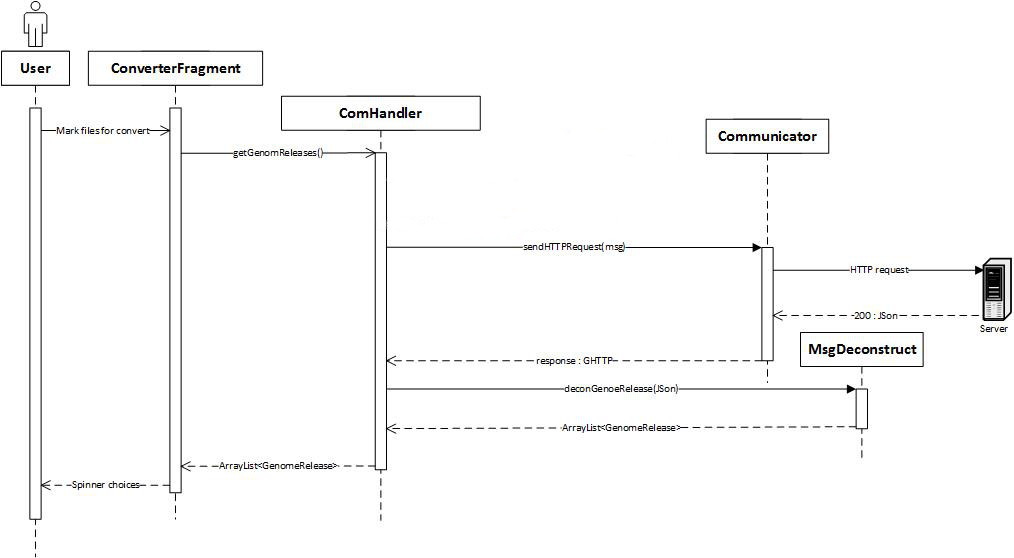 User
ConverterFragment
ComHandler
Communicator
Mark files for convert
getGenomReleases()
sendHTTPRequest(msg)
HTTP request
200 : JSon
Server
MsgDeconstruct
response : GHTTP
deconGenoeRelease(JSon)
ArrayList<GenomeRelease>
ArrayList<GenomeRelease>
Spinner choices